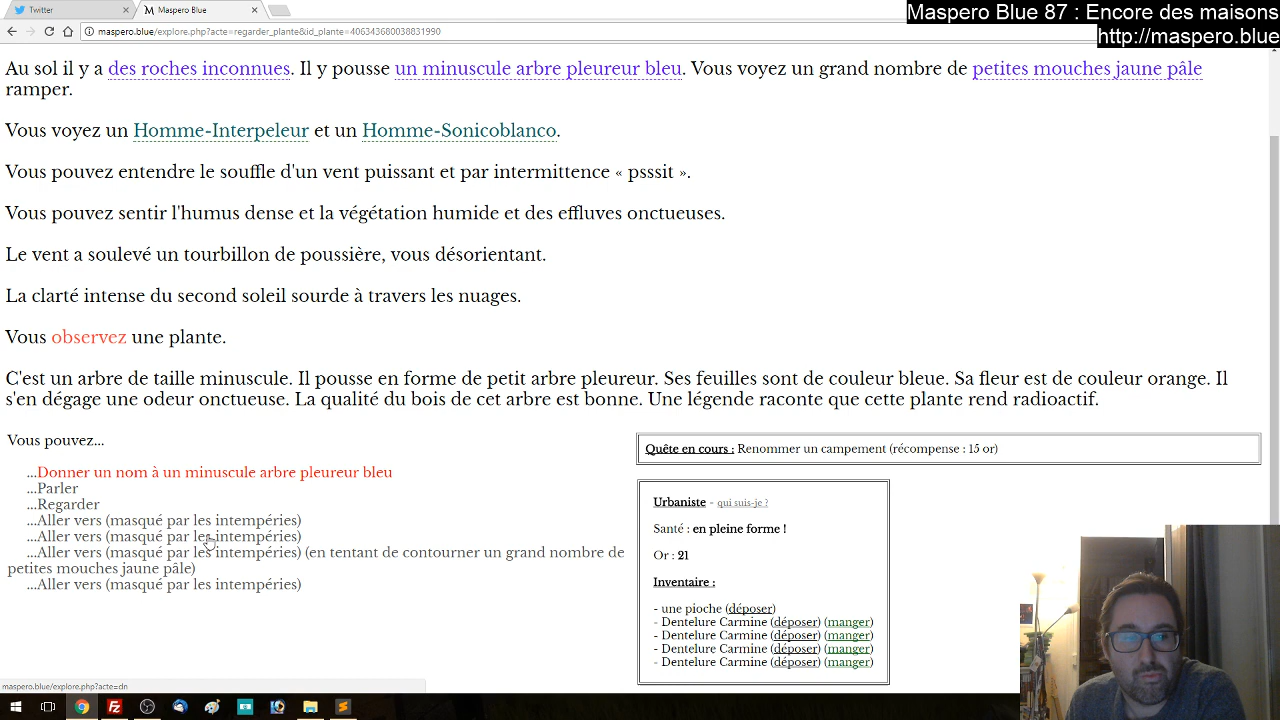 Twitter
Maspero Blue
Maspero Blue 87 : Encore des maisons
http://maspero.blue
maspero.blue/explore.php?acte=regarder_plante&id_plante=406343680038831990
Au sol il y a des roches inconnues. Il y pousse un minuscule arbre pleureur bleu. Vous voyez un grand nombre de petites mouches jaune pâle
ramper.
Vous voyez un Homme-Interpeleur et un Homme-Sonicoblanco.
Vous pouvez entendre le souffle d'un vent puissant et par intermittence « psssit ».
Vous pouvez sentir l'humus dense et la végétation humide et des effluves onctueuses.
Le vent a soulevé un tourbillon de poussière, vous désorientant.
La clarté intense du second soleil sourde à travers les nuages.
Vous observez une plante.
C'est un arbre de taille minuscule. Il pousse en forme de petit arbre pleureur. Ses feuilles sont de couleur bleue. Sa fleur est de couleur orange. Il
s'en dégage une odeur onctueuse. La qualité du bois de cet arbre est bonne. Une légende raconte que cette plante rend radioactif.
Vous pouvez...
...Donner un nom à un minuscule arbre pleureur bleu
...Parler
...Regarder
...Aller vers (masqué par les intempéries)
...Aller vers (masqué par les intempéries)
...Aller vers (masqué par les intempéries) (en tentant de contourner un grand nombre de
petites mouches jaune pâle)
...Aller vers (masqué par les intempéries)
Quête en cours : Renommer un campement (récompense : 15 or)
Urbaniste - qui suis-je ?
Santé : en pleine forme !
Or : 21
Inventaire :
- une pioche (déposer)
- Dentelure Carmine (déposer) (manger)
- Dentelure Carmine (déposer) (manger)
- Dentelure Carmine (déposer) (manger)
- Dentelure Carmine (déposer) (manger)
maspero.blue/explore.php?acte=dn